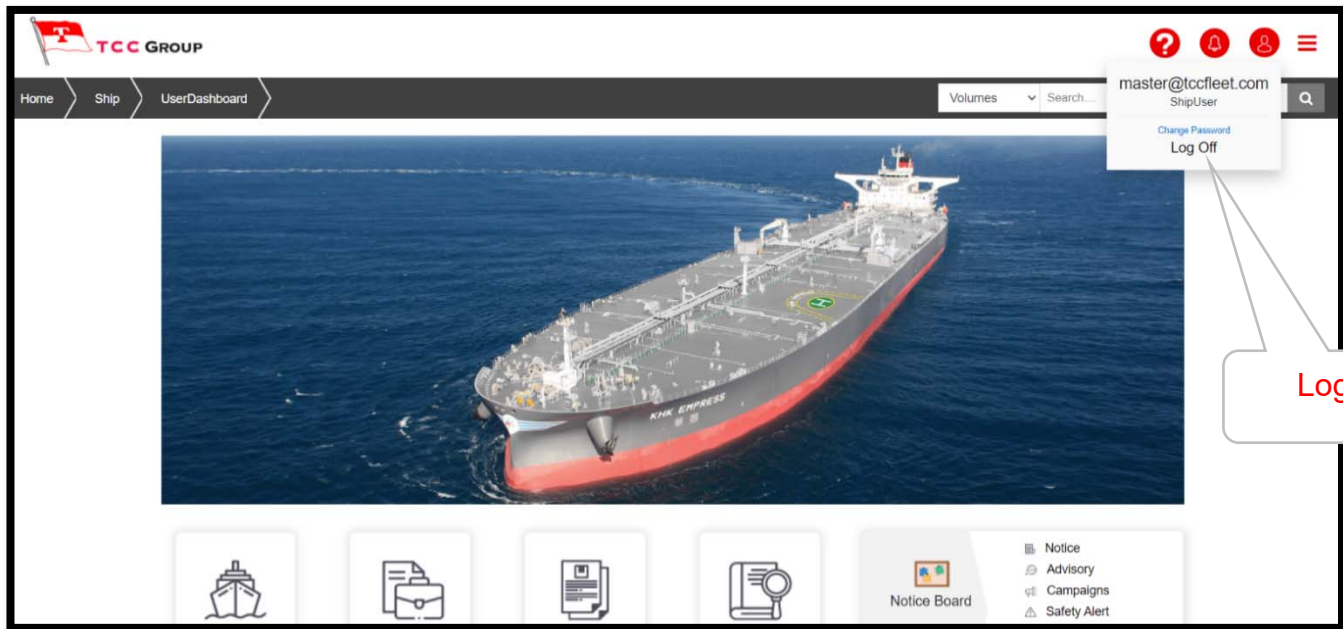 TCC GROUP
master@tccfleet.com
ShipUser
Change Password
Log Off
Home Ship UserDashboard Volumes Search....
KHK EMPRESS
Log
Notice Board
Notice
Advisory
Campaigns
Safety Alert